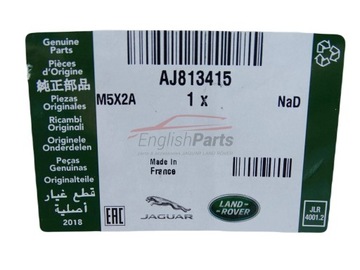 Genuine
Parts
Pièces
d'Origine
純正部品
Piezas
Originales
Ricambi
Originali
Originele
Onderdelen
Peças
Genuinas
Originalteile
قطع غيار
أصلية
2018
AJ813415
M5X2A
1 x
NaD
EnglishParts
Made in
France
EAC
JAGUAR
LAND-
ROVER
JLR
4001.2